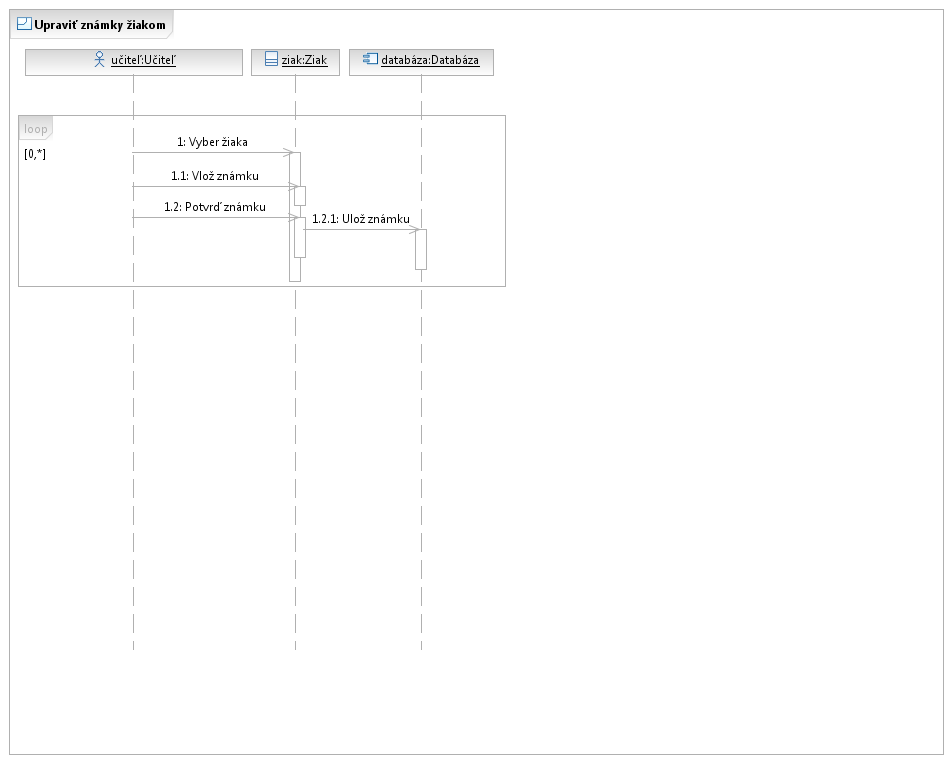 Upraviť známky žiakom
učiteľ:Učiteľ
ziak:Ziak
databáza:Databáza
loop
[0,*]
1: Vyber žiaka
1.1: Vlož známku
1.2: Potvrď známku
1.2.1: Ulož známku